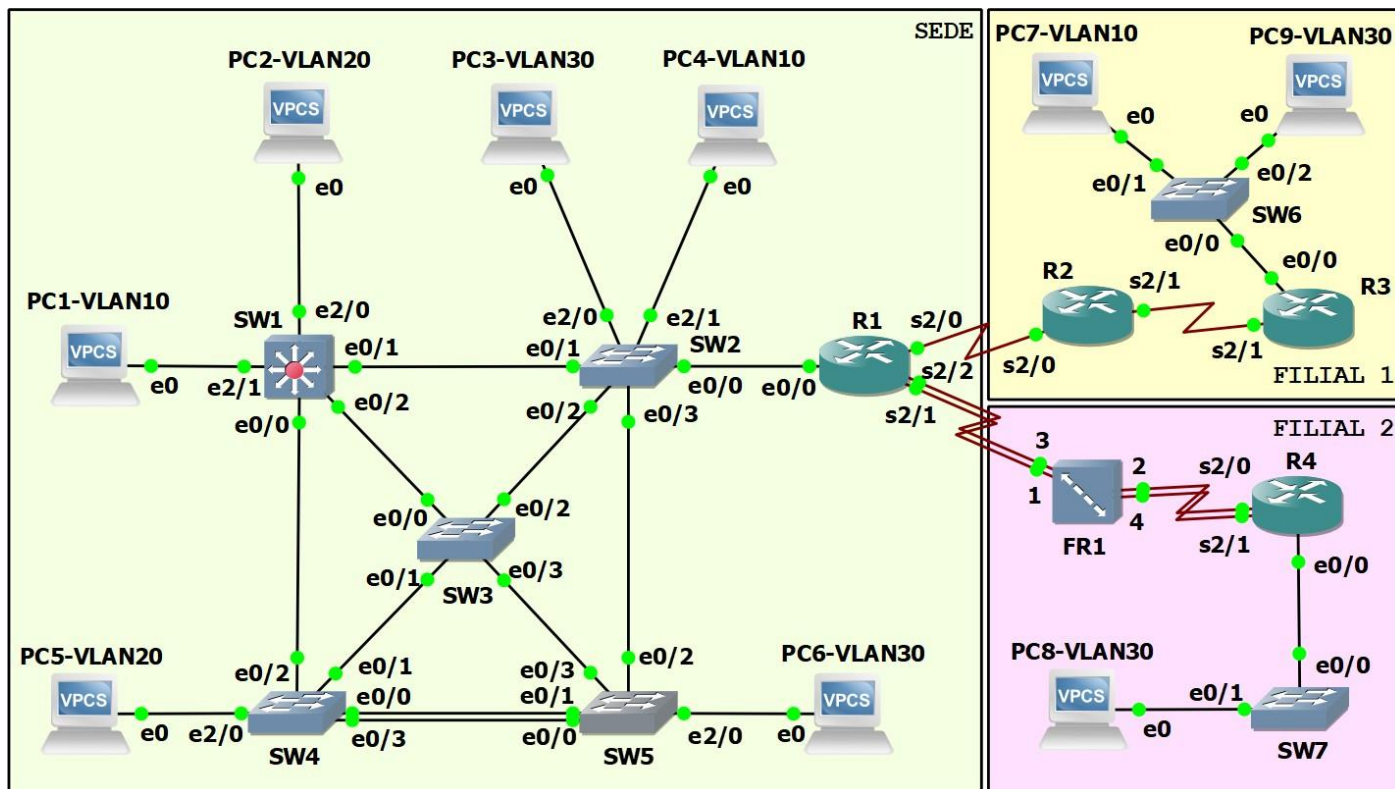 SEDE
PC2-VLAN20
PC3-VLAN30
PC4-VLAN10
VPCS
VPCS
VPCS
e0
e0
e0
PC1-VLAN10
VPCS
e0
e2/1
SW1
e2/0
e0/1
e0/2
e0/0
e2/0
e2/1
e0/1
SW2
e0/0
e0/2
e0/3
R1
e0/0
s2/0
s2/2
s2/1
e0/0
e0/2
e0/1
e0/3
SW3
PC5-VLAN20
VPCS
e0
e2/0
e0/2
e0/1
e0/0
e0/3
SW4
e0/3
e0/2
e0/1
e0/0
SW5
e2/0
PC6-VLAN30
VPCS
e0
PC7-VLAN10
PC9-VLAN30
VPCS
VPCS
e0
e0
e0/1
e0/2
SW6
e0/0
e0/0
R2
s2/1
R3
s2/0
s2/1
FILIAL 1
FILIAL 2
3
1
2
4
FR1
s2/0
R4
s2/1
e0/0
PC8-VLAN30
VPCS
e0
e0/1
e0/0
SW7